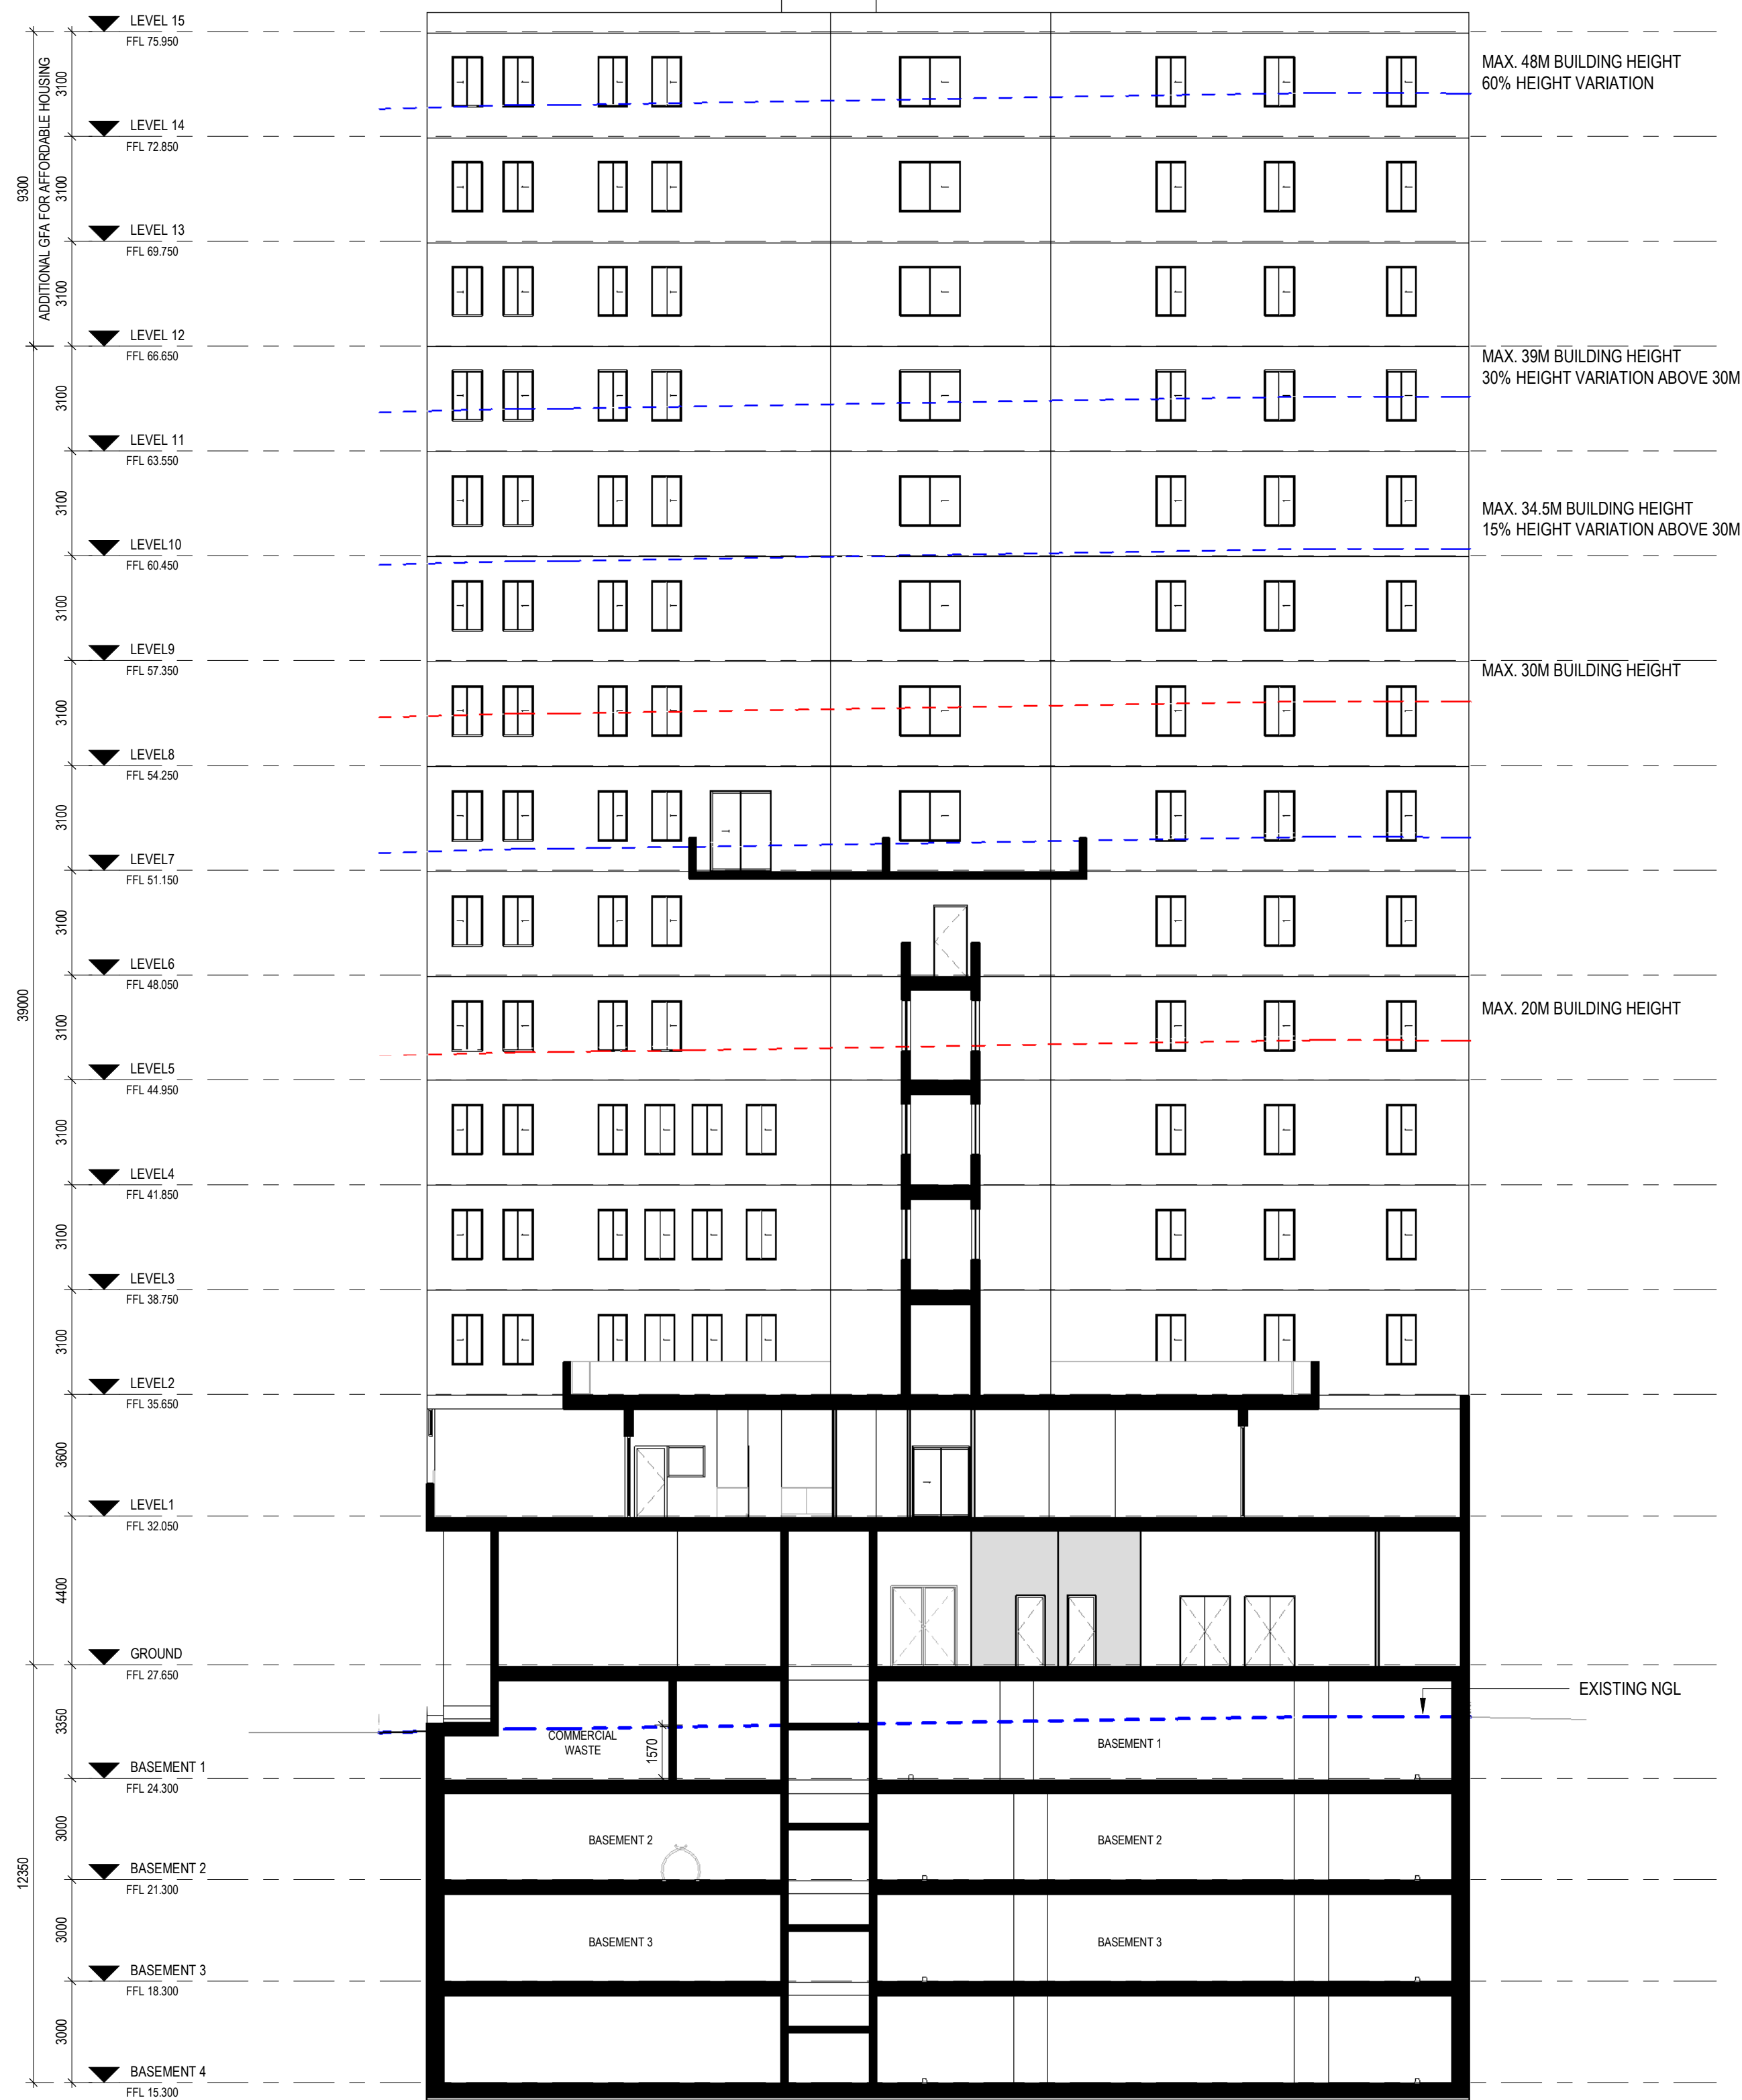 LEVEL 15
FFL 75.950
MAX. 48M BUILDING HEIGHT
60% HEIGHT VARIATION
9300
ADDITIONAL GFA FOR AFFORDABLE HOUSING
3100
LEVEL 14
FFL 72.850
3100
LEVEL 13
FFL 69.750
3100
LEVEL 12
FFL 66.650
MAX. 39M BUILDING HEIGHT
30% HEIGHT VARIATION ABOVE 30M
3100
LEVEL 11
FFL 63.550
3100
MAX. 34.5M BUILDING HEIGHT
15% HEIGHT VARIATION ABOVE 30M
LEVEL10
FFL 60.450
3100
LEVEL9
FFL 57.350
MAX. 30M BUILDING HEIGHT
3100
LEVEL8
FFL 54.250
3100
LEVEL7
FFL 51.150
3100
LEVEL6
FFL 48.050
39000
3100
MAX. 20M BUILDING HEIGHT
LEVEL5
FFL 44.950
3100
LEVEL4
FFL 41.850
3100
LEVEL3
FFL 38.750
3100
LEVEL2
FFL 35.650
3600
LEVEL1
FFL 32.050
4400
GROUND
FFL 27.650
EXISTING NGL
3350
COMMERCIAL
WASTE
1570
BASEMENT 1
BASEMENT 1
FFL 24.300
3000
BASEMENT 2
BASEMENT 2
12350
BASEMENT 2
FFL 21.300
3000
BASEMENT 3
BASEMENT 3
BASEMENT 3
FFL 18.300
3000
BASEMENT 4
FFL 15.300